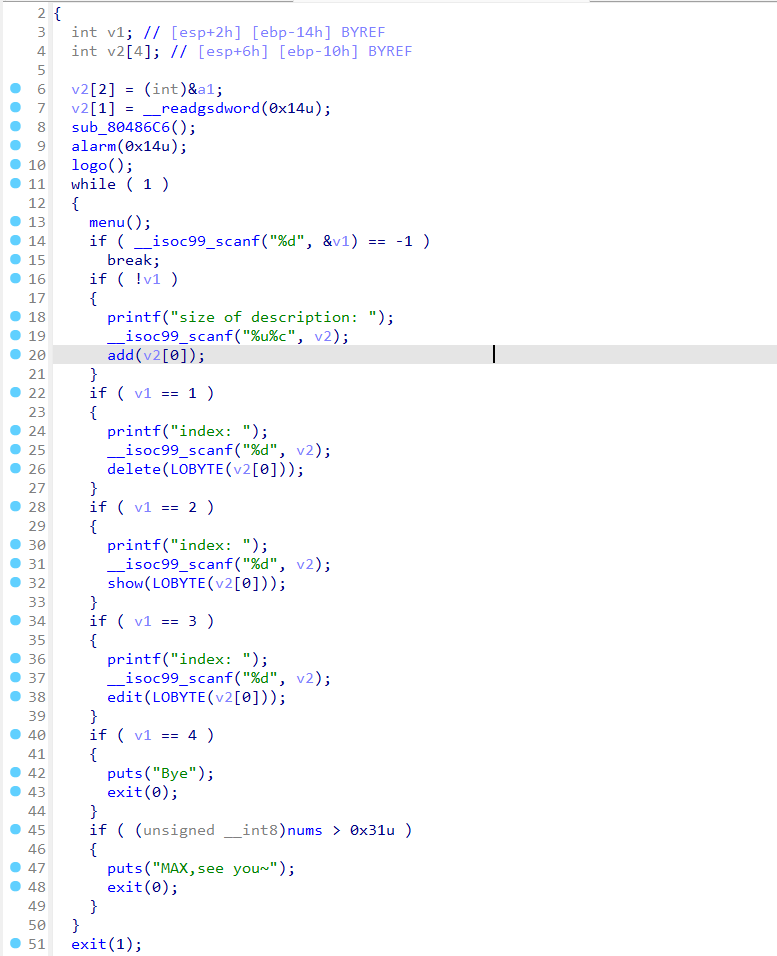 2 {
3 int v1; // [esp+2h] [ebp-14h] BYREF
4 int v2[4]; // [esp+6h] [ebp-10h] BYREF
5
6 v2[2] = (int)&a1;
7 v2[1] = __readgsdword(0x14u);
8 sub_80486C6();
9 alarm(0x14u);
10 logo();
11 while ( 1 )
12 {
13 menu();
14 if ( __isoc99_scanf("%d", &v1) == -1 )
15 break;
16 if ( !v1 )
17 {
18 printf("size of description: ");
19 __isoc99_scanf("%u%c", v2);
20 add(v2[0]);
21 }
22 if ( v1 == 1 )
23 {
24 printf("index: ");
25 __isoc99_scanf("%d", v2);
26 delete(LOBYTE(v2[0]));
27 }
28 if ( v1 == 2 )
29 {
30 printf("index: ");
31 __isoc99_scanf("%d", v2);
32 show(LOBYTE(v2[0]));
33 }
34 if ( v1 == 3 )
35 {
36 printf("index: ");
37 __isoc99_scanf("%d", v2);
38 edit(LOBYTE(v2[0]));
39 }
40 if ( v1 == 4 )
41 {
42 puts("Bye");
43 exit(0);
44 }
45 if ( (unsigned __int8)nums > 0x31u )
46 {
47 puts("MAX,see you~");
48 exit(0);
49 }
50 }
51 exit(1);